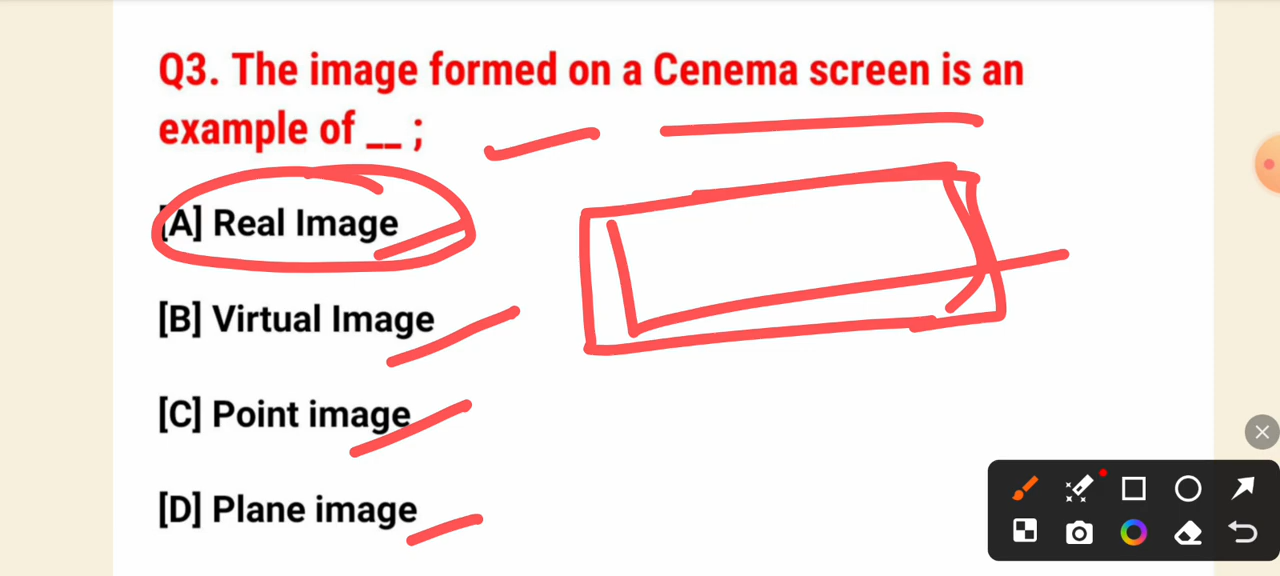 Q3. The image formed on a Cenema screen is an
example of __ ;
[A] Real Image
[B] Virtual Image
[C] Point image
[D] Plane image